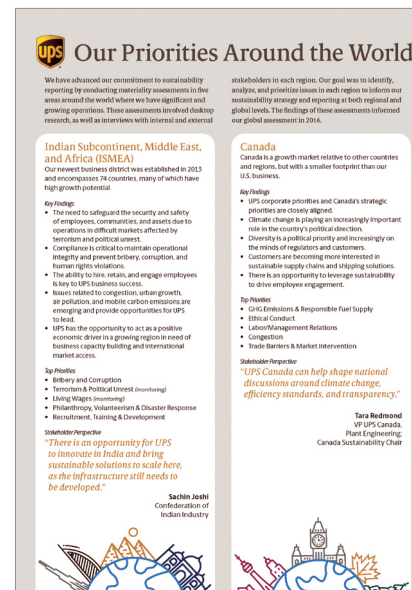 ups
Our Priorities Around the World
We have advanced our commitment to sustainability
reporting by conducting materiality assessments in five
areas around the world where we have significant and
growing operations. These assessments involved desktop
research, as well as interviews with internal and external
stakeholders in each region. Our goal was to identify,
analyze, and prioritize issues in each region to inform our
sustainability strategy and reporting at both regional and
global levels. The findings of these assessments informed
our global assessment in 2016.
Indian Subcontinent, Middle East,
and Africa (ISMEA)
Our newest business district was established in 2013
and encompasses 74 countries, many of which have
high growth potential.
Key Findings
• The need to safeguard the security and safety
of employees, communities, and assets due to
operations in difficult markets affected by
terrorism and political unrest.
• Compliance is critical to maintain operational
integrity and prevent bribery, corruption, and
human rights violations.
• The ability to hire, retain, and engage employees
is key to UPS business success.
• Issues related to congestion, urban growth,
air pollution, and mobile carbon emissions are
emerging and provide opportunities for UPS
to lead.
• UPS has the opportunity to act as a positive
economic driver in a growing region in need of
business capacity building and international
market access.
Top Priorities
• Bribery and Corruption
• Terrorism & Political Unrest (monitoring)
• Living Wages (monitoring)
• Philanthropy, Volunteerism & Disaster Response
• Recruitment, Training & Development
Stakeholder Perspective
“There is an opportunity for UPS
to innovate in India and bring
sustainable solutions to scale here,
as the infrastructure still needs to
be developed.”
Sachin Joshi
Confederation of
Indian Industry
Canada
Canada is a growth market relative to other countries
and regions, but with a smaller footprint than our
U.S. business.
Key Findings
• UPS corporate priorities and Canada's strategic
priorities are closely aligned.
• Climate change is playing an increasingly important
role in the country's political direction.
• Diversity is a political priority and increasingly on
the minds of regulators and customers.
• Customers are becoming more interested in
sustainable supply chains and shipping solutions.
• There is an opportunity to leverage sustainability
to drive employee engagement.
Top Priorities
• GHG Emissions & Responsible Fuel Supply
• Ethical Conduct
• Labor/Management Relations
• Congestion
• Trade Barriers & Market Intervention
Stakeholder Perspective
“UPS Canada can help shape national
discussions around climate change,
efficiency standards, and transparency.”
Tara Redmond
VP UPS Canada,
Plant Engineering;
Canada Sustainability Chair